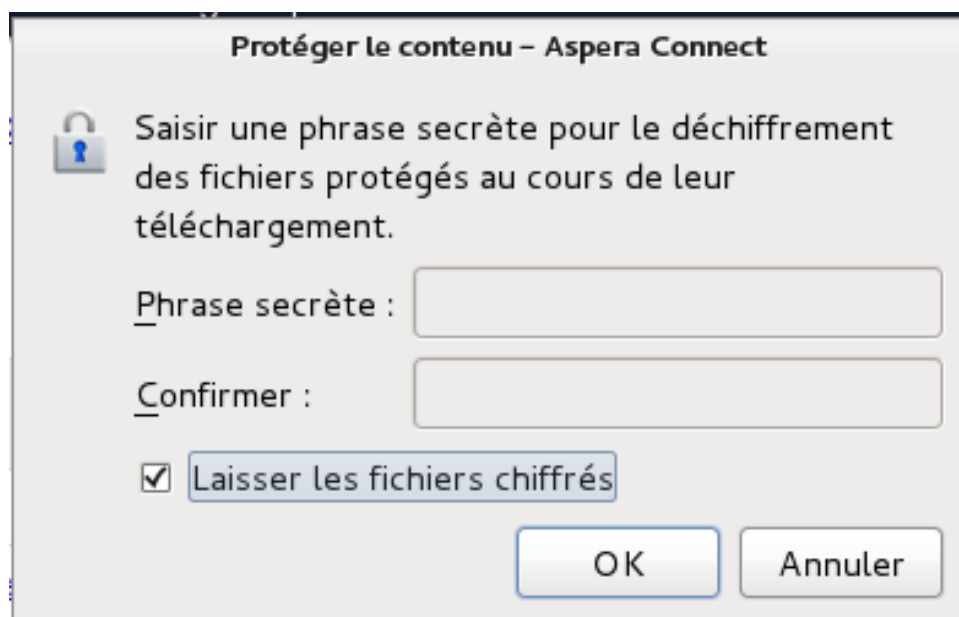 Protéger le contenu – Aspera Connect
Saisir une phrase secrète pour le déchiffrement
des fichiers protégés au cours de leur
téléchargement.
Phrase secrète :
Confirmer :
Laisser les fichiers chiffrés
OK Annuler